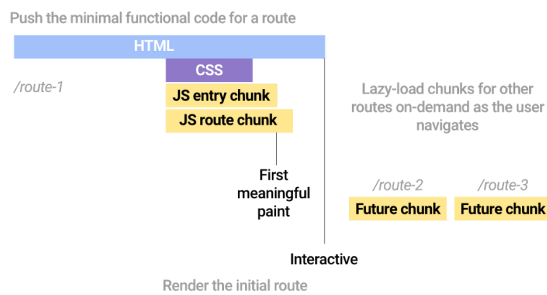 Push the minimal functional code for a route
HTML
CSS
/route-1
JS entry chunk
JS route chunk
Lazy-load chunks for other
routes on-demand as the user
navigates
First
meaningful
paint
/route-2
/route-3
Future chunk
Future chunk
Interactive
Render the initial route